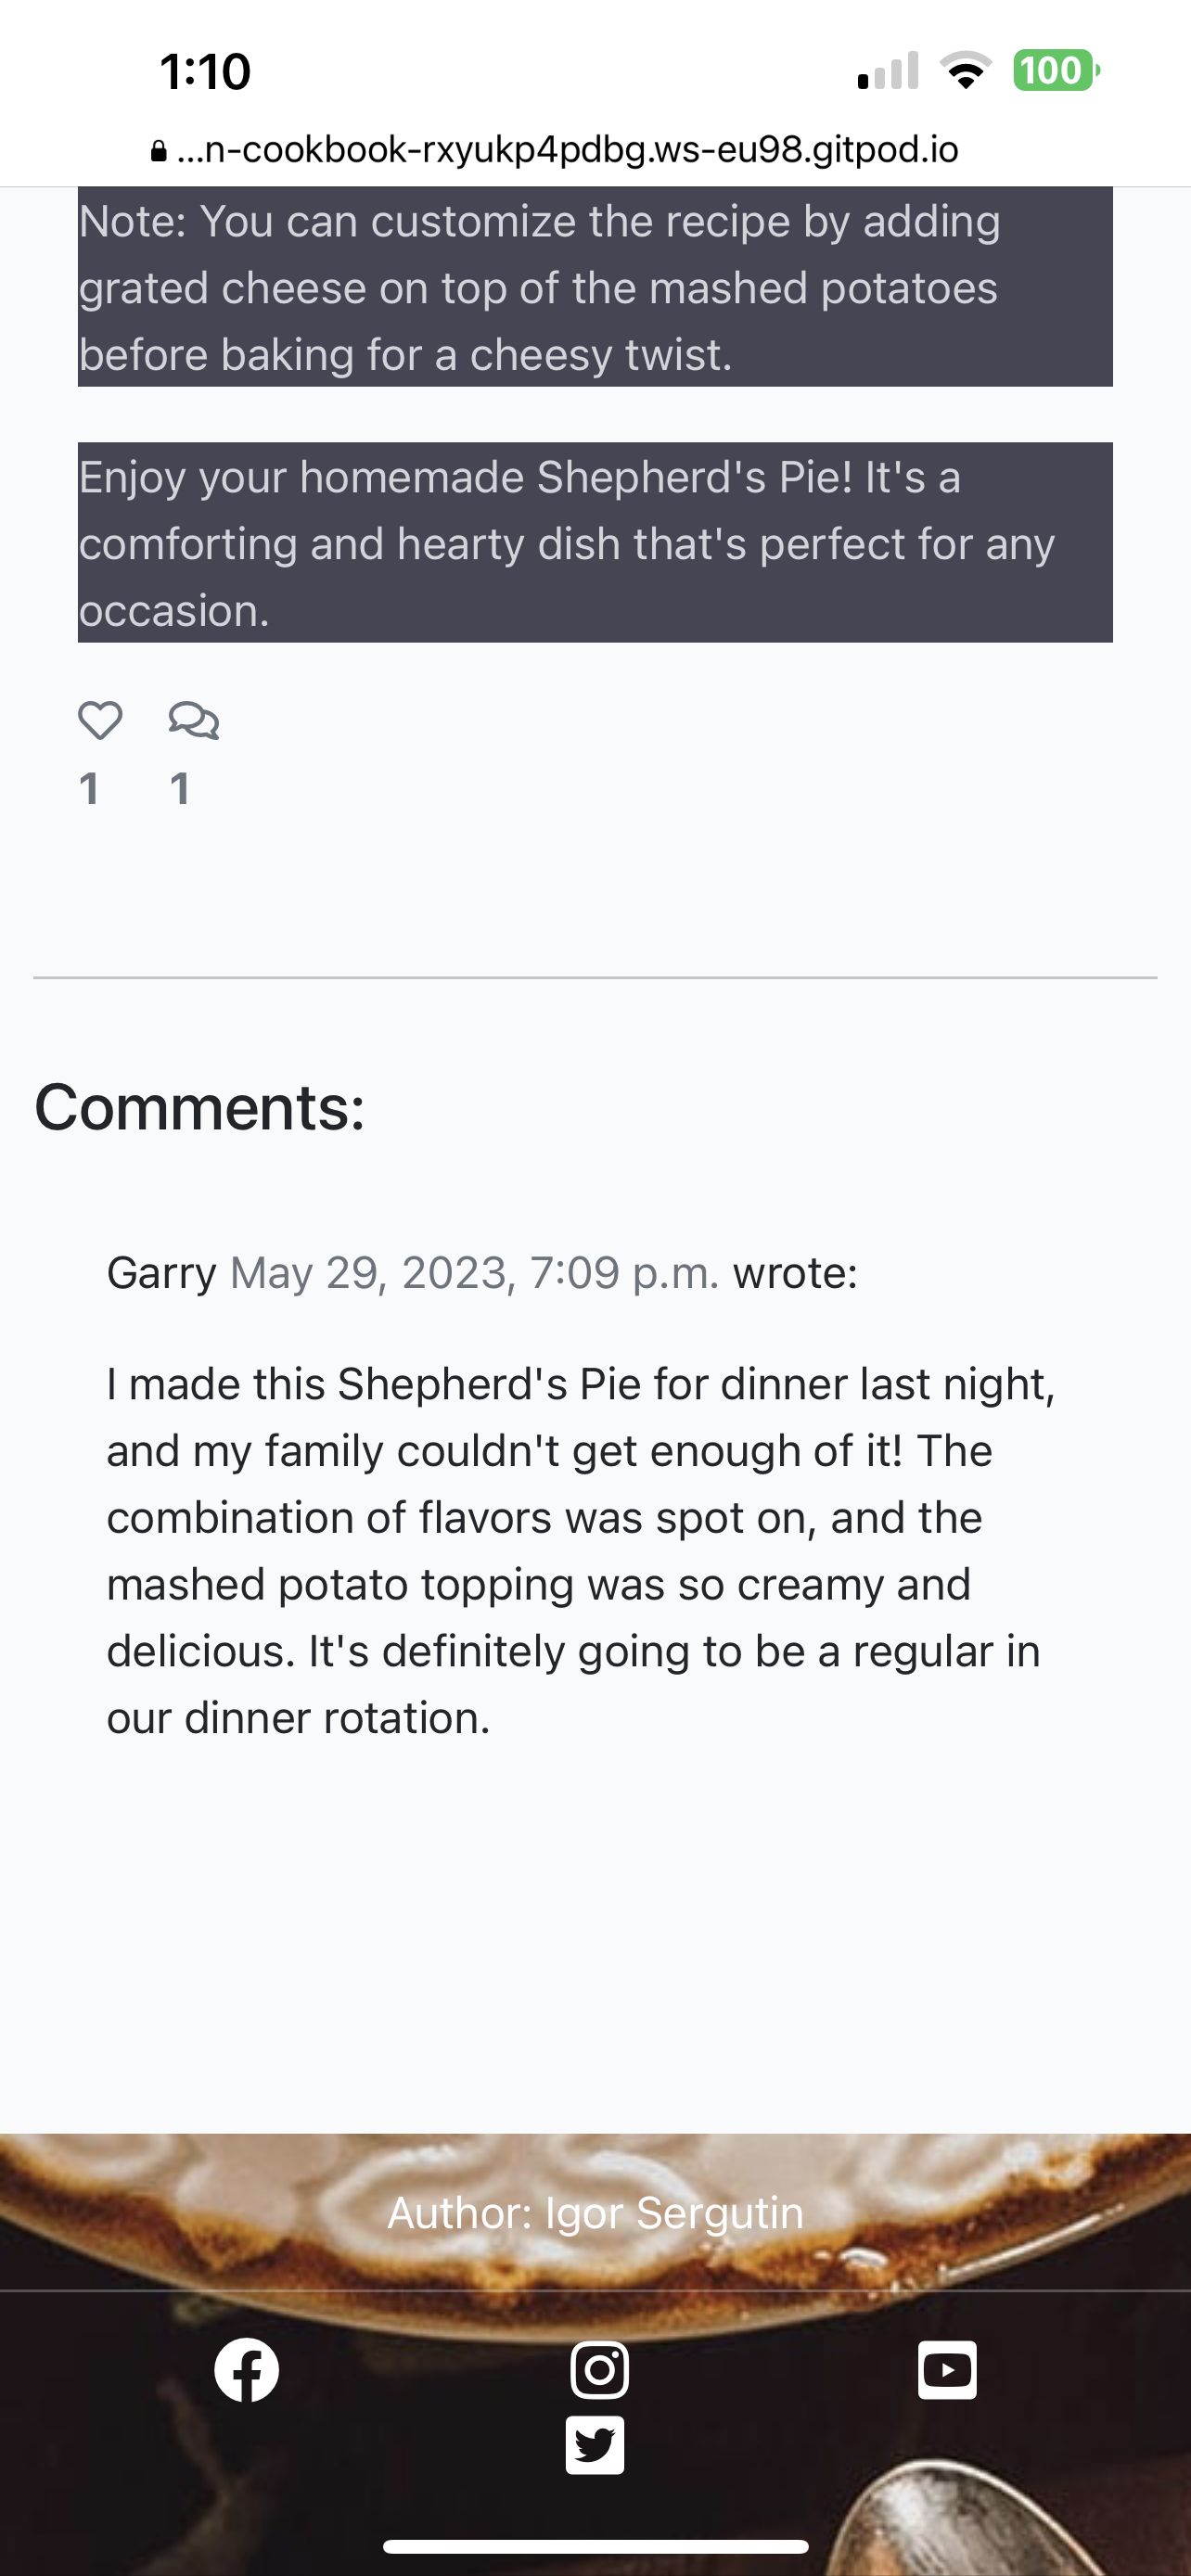 1:10
100
...n-cookbook-rxyukp4pdbg.ws-eu98.gitpod.io
Note: You can customize the recipe by adding
grated cheese on top of the mashed potatoes
before baking for a cheesy twist.
Enjoy your homemade Shepherd's Pie! It's a
comforting and hearty dish that's perfect for any
occasion.
1 1
Comments:
Garry May 29, 2023, 7:09 p.m. wrote:
I made this Shepherd's Pie for dinner last night,
and my family couldn't get enough of it! The
combination of flavors was spot on, and the
mashed potato topping was so creamy and
delicious. It's definitely going to be a regular in
our dinner rotation.
Author: Igor Sergutin